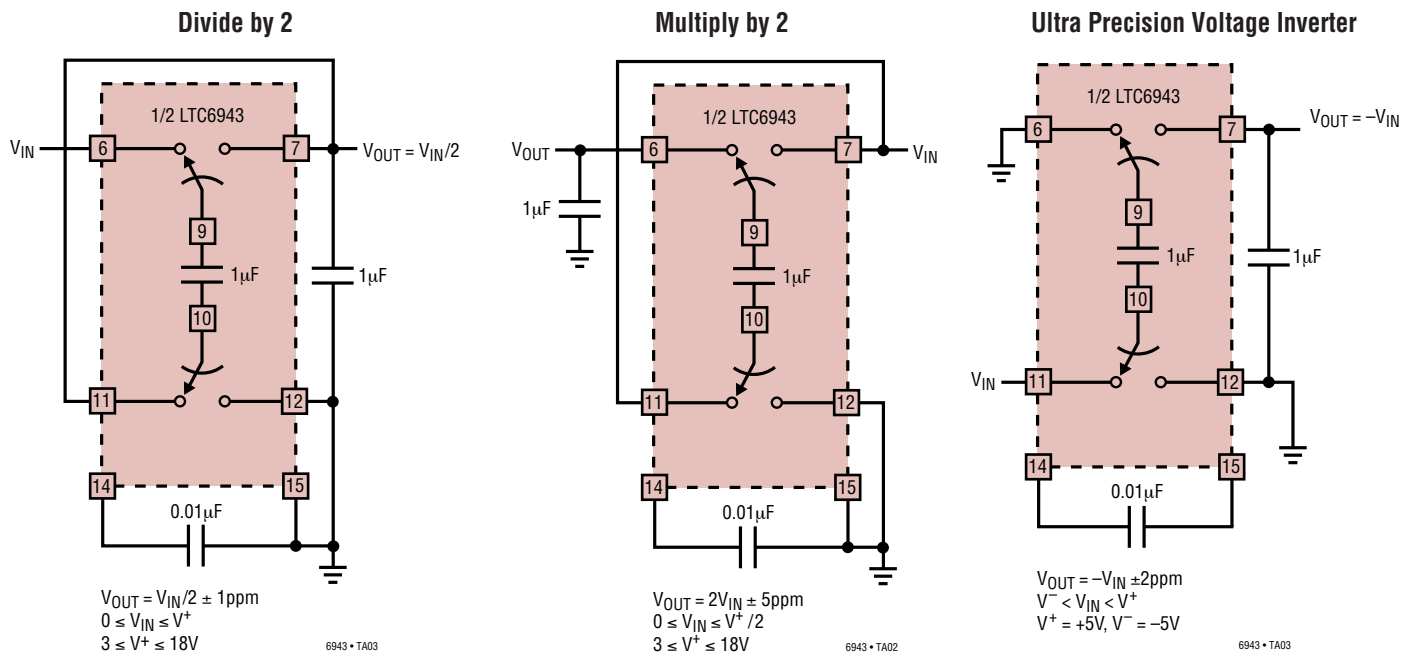 Divide by 2
1/2 LTC6943
VIN
6
7
VOUT = VIN/2
9
1µF
1µF
10
11
12
14
15
0.01µF
VOUT = VIN/2 ± 1ppm
0 ≤ VIN ≤ V+
3 ≤ V+ ≤ 18V
6943 • TA03
Multiply by 2
1/2 LTC6943
VOUT
6
7
VIN
1µF
9
1µF
10
11
12
14
15
0.01µF
VOUT = 2VIN ± 5ppm
0 ≤ VIN ≤ V+/2
3 ≤ V+ ≤ 18V
6943 • TA02
Ultra Precision Voltage Inverter
1/2 LTC6943
6
7
VOUT = –VIN
9
1µF
1µF
10
VIN
11
12
14
15
0.01µF
VOUT = –VIN ±2ppm
V– < VIN < V+
V+ = +5V, V– = –5V
6943 • TA03